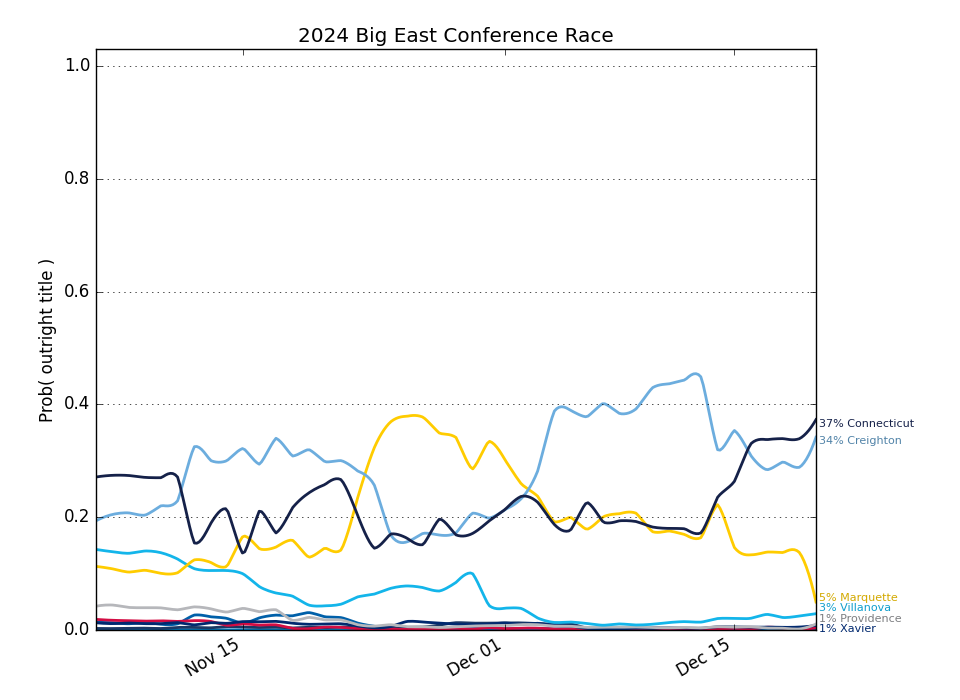 2024 Big East Conference Race
Prob( outright title )
1.0
0.8
0.6
0.4
0.2
0.0
37% Connecticut
34% Creighton
5% Marquette
3% Villanova
1% Providence
1% Xavier
Nov 15
Dec 01
Dec 15